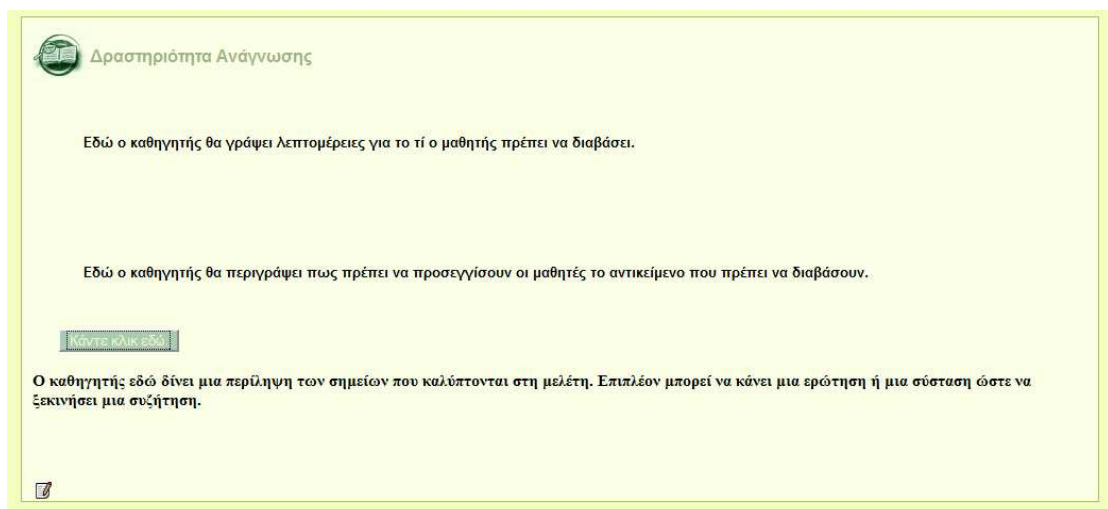 Δραστηριότητα Ανάγνωσης
Εδώ ο καθηγητής θα γράψει λεπτομέρειες για το τί ο μαθητής πρέπει να διαβάσει.
Εδώ ο καθηγητής θα περιγράψει πως πρέπει να προσεγγίσουν οι μαθητές το αντικείμενο που πρέπει να διαβάσουν.
Κάντε κλικ εδώ
Ο καθηγητής εδώ δίνει μια περίληψη των σημείων που καλύπτονται στη μελέτη. Επιπλέον μπορεί να κάνει μια ερώτηση ή μια σύσταση ώστε να
ξεκινήσει μια συζήτηση.